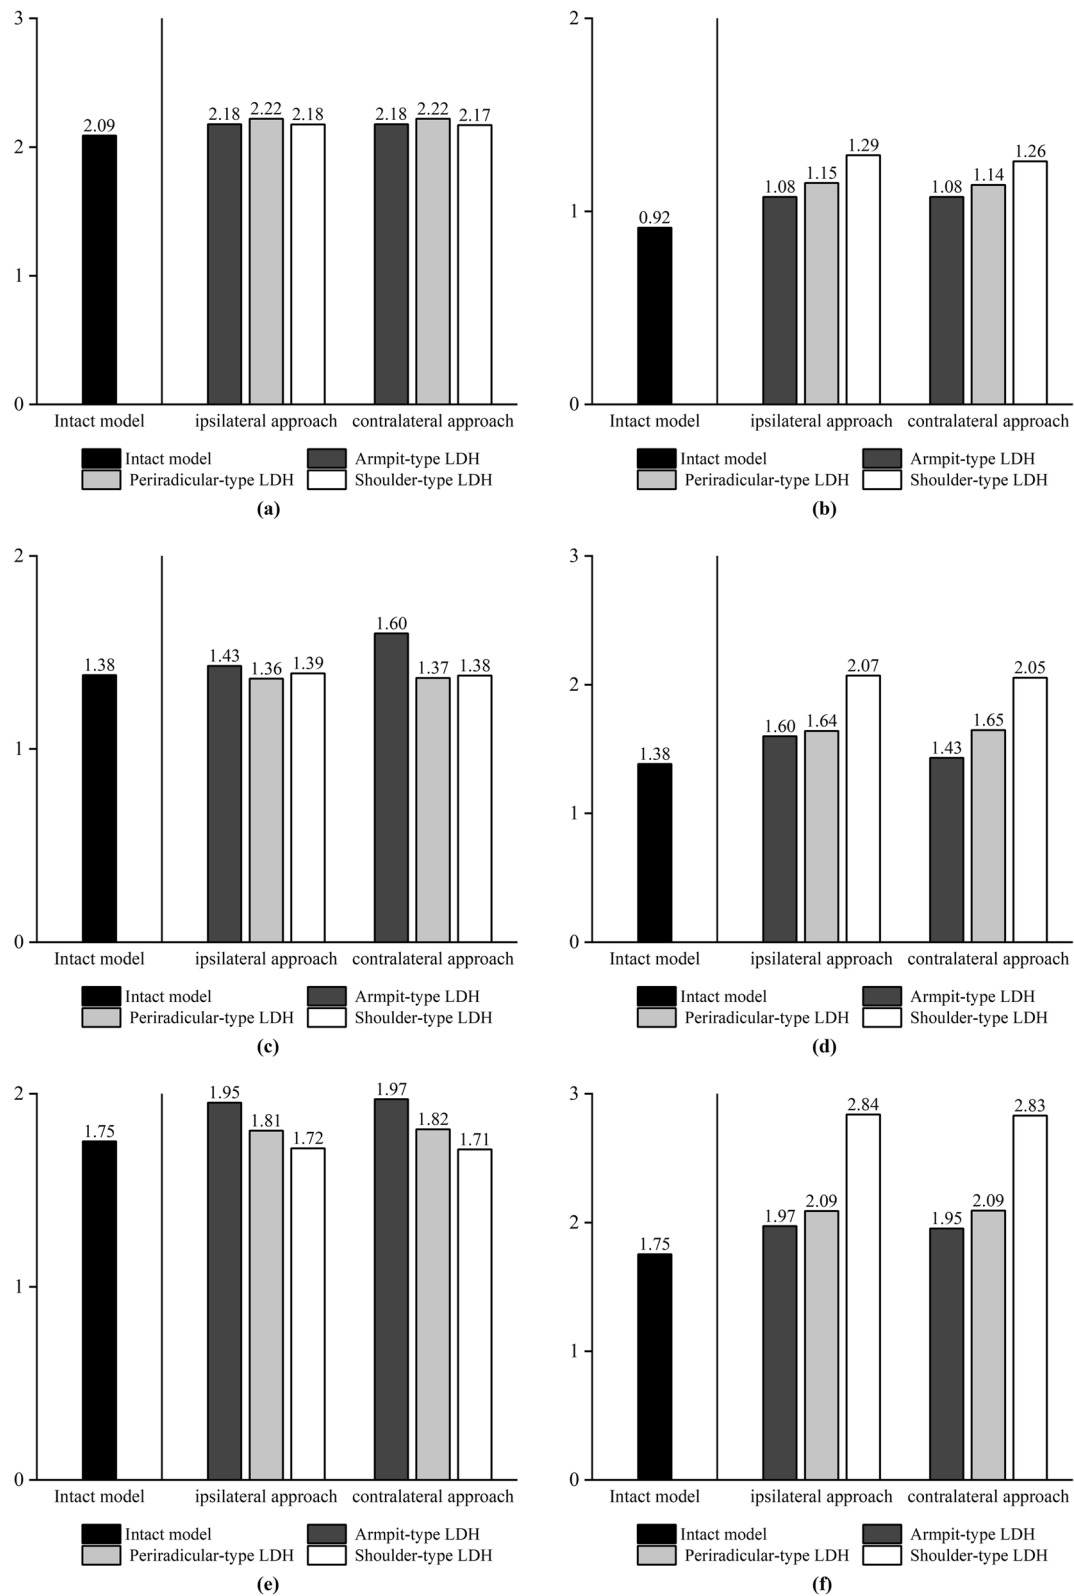 3
2
1
0
2.09
2.18
2.22
2.18
2.18
2.22
2.17
Intact model ipsilateral approach contralateral approach
Intact model Armpit-type LDH
Periradicular-type LDH Shoulder-type LDH
(a)
2
1
0
0.92
1.08
1.15
1.29
1.08
1.14
1.26
Intact model ipsilateral approach contralateral approach
Intact model Armpit-type LDH
Periradicular-type LDH Shoulder-type LDH
(b)
2
1
0
1.38
1.43
1.36
1.39
1.60
1.37
1.38
Intact model ipsilateral approach contralateral approach
Intact model Armpit-type LDH
Periradicular-type LDH Shoulder-type LDH
(c)
3
2
1
0
1.38
1.60
1.64
2.07
1.43
1.65
2.05
Intact model ipsilateral approach contralateral approach
Intact model Armpit-type LDH
Periradicular-type LDH Shoulder-type LDH
(d)
2
1
0
1.75
1.95
1.81
1.72
1.97
1.82
1.71
Intact model ipsilateral approach contralateral approach
Intact model Armpit-type LDH
Periradicular-type LDH Shoulder-type LDH
(e)
3
2
1
0
1.75
1.97
2.09
2.84
1.95
2.09
2.83
Intact model ipsilateral approach contralateral approach
Intact model Armpit-type LDH
Periradicular-type LDH Shoulder-type LDH
(f)